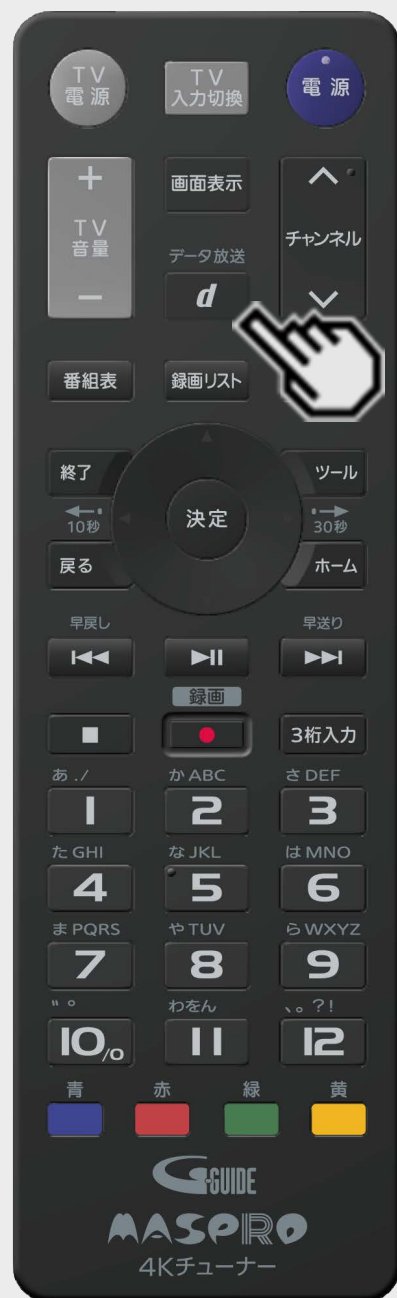 TV
電源
TV
入力切換
電源
+
TV
音量
−
画面表示
チャンネル
データ放送
d
番組表
録画リスト
終了
ツール
10秒
決定
30秒
戻る
ホーム
早戻し
早送り
録画
3桁入力
あ ./
か ABC
さ DEF
1
2
3
た GHI
な JKL
は MNO
4
5
6
ま PQRS
や TUV
ら WXYZ
7
8
9
〃 °
わをん
、。?!
10/0
11
12
青
赤
緑
黄
G-GUIDE
MASPRO
4Kチューナー